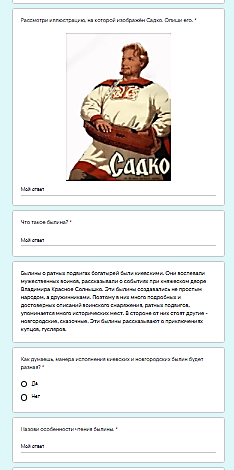 Рассмотри иллюстрацию, на которой изображён Садко. Опиши его. *
Садко
Мой ответ
Что такое былина? *
Мой ответ
Былины о ратных подвигах богатырей были киевскими. Они воспевали
мужественных воинов, рассказывали о событиях при княжеском дворе
Владимира Красное Солнышко. Эти былины создавались не простым
народом, а дружинниками. Поэтому в них много подробных и
достоверных описаний воинского снаряжения, ратных подвигов,
упоминается много исторических мест. В стороне от них стоят другие -
новгородские, сказочные. Эти былины рассказывают о приключениях
купцов, гусляров.
Как думаешь, манера исполнения киевских и новгородских былин будет
разная? *
Да
Нет
Назови особенности чтения былины. *
Мой ответ